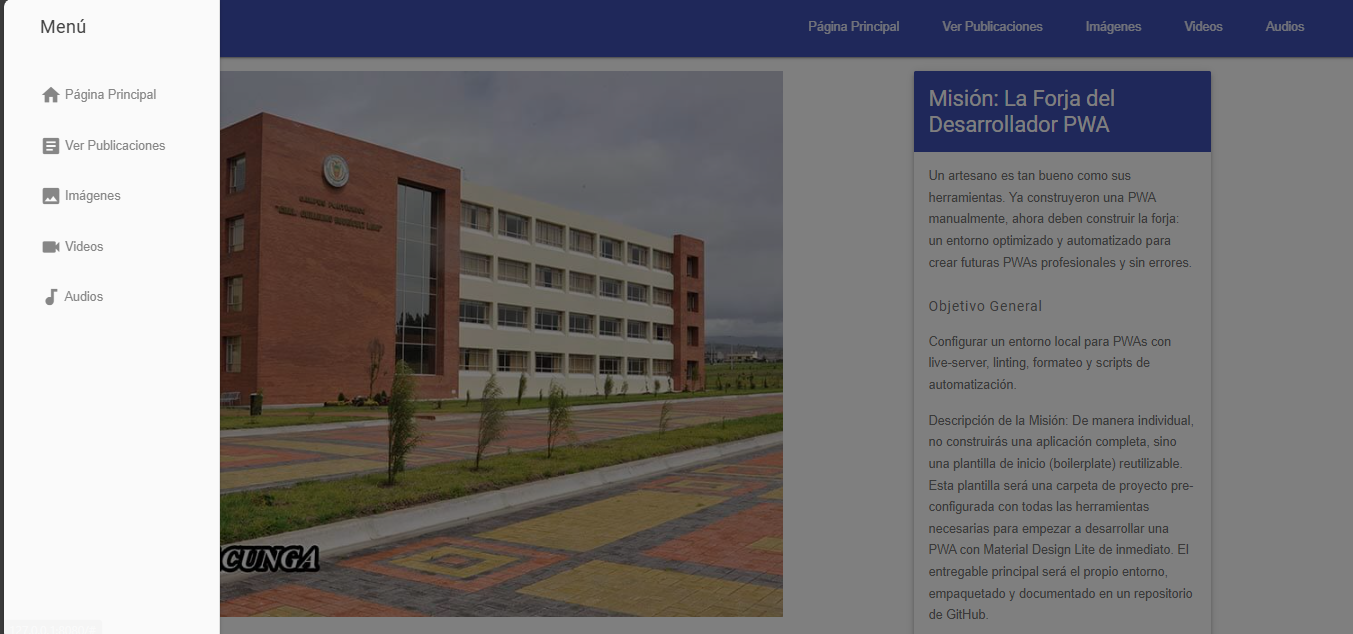 Menú
Página Principal
Ver Publicaciones
Imágenes
Videos
Audios
Página Principal
Ver Publicaciones
Imágenes
Videos
Audios
CUNGA
Misión: La Forja del
Desarrollador PWA
Un artesano es tan bueno como sus
herramientas. Ya construyeron una PWA
manualmente, ahora deben construir la forja:
un entorno optimizado y automatizado para
crear futuras PWAs profesionales y sin errores.
Objetivo General
Configurar un entorno local para PWAs con
live-server, linting, formateo y scripts de
automatización.
Descripción de la Misión: De manera individual,
no construirás una aplicación completa, sino
una plantilla de inicio (boilerplate) reutilizable.
Esta plantilla será una carpeta de proyecto pre-
configurada con todas las herramientas
necesarias para empezar a desarrollar una
PWA con Material Design Lite de inmediato. El
entregable principal será el propio entorno,
empaquetado y documentado en un repositorio
de GitHub.